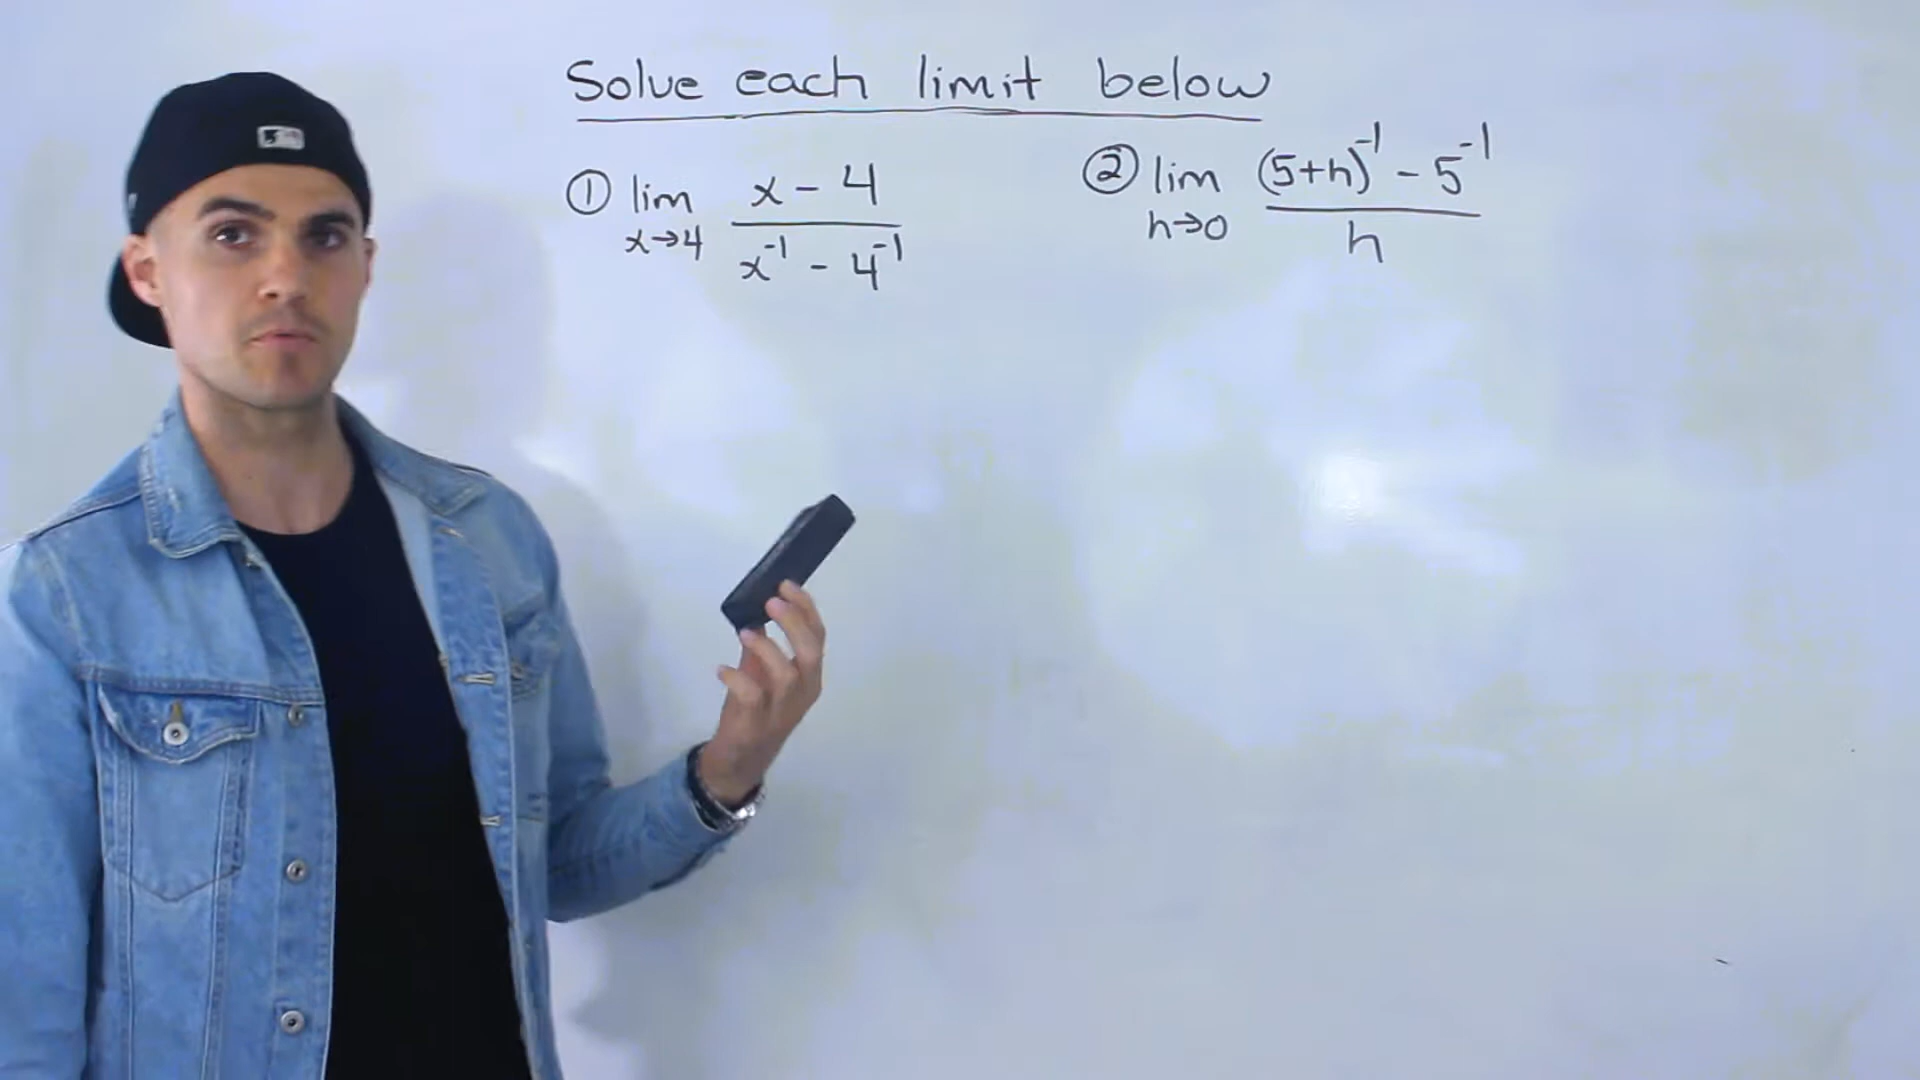 Solve each limit below
① lim x→4 (x - 4)/(x⁻¹ - 4⁻¹)
② lim h→0 ((5+h)⁻¹ - 5⁻¹)/h